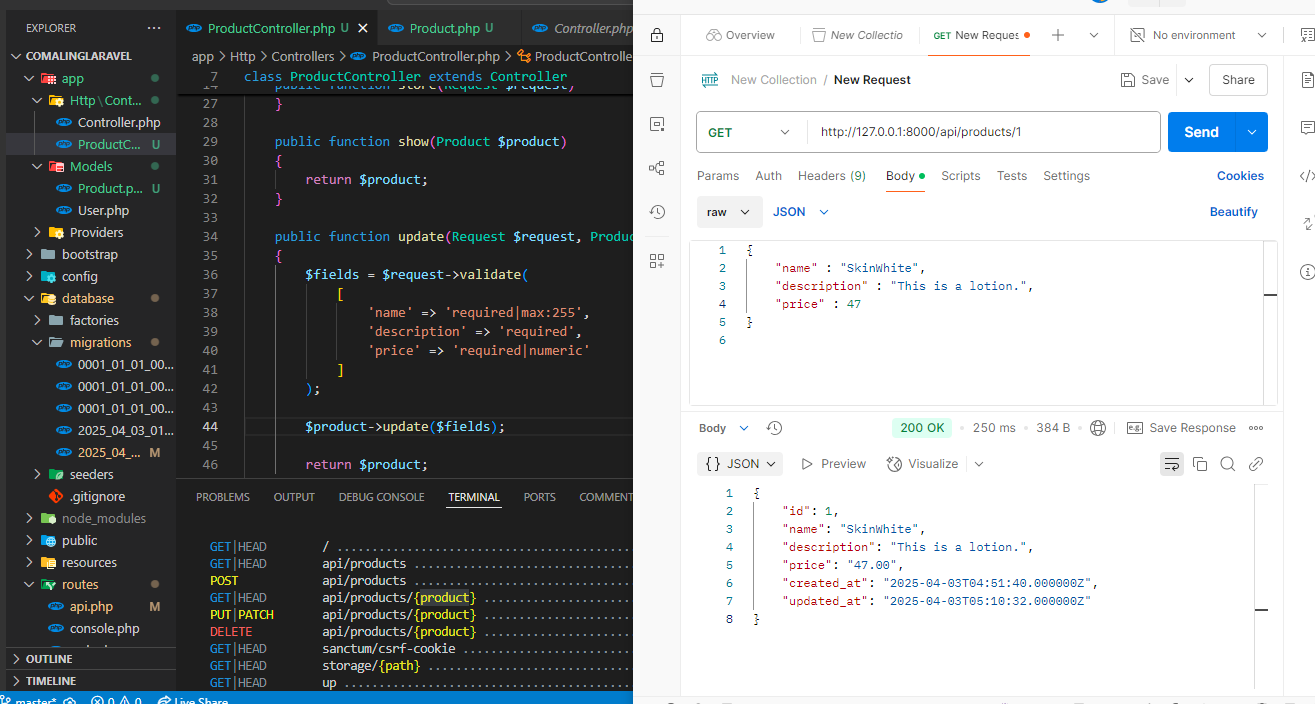 EXPLORER
COMALINGLARAVEL
app
Http\Cont...
Controller.php
ProductC... U
Models
Product.p... U
User.php
Providers
bootstrap
config
database
factories
migrations
0001_01_01_00...
0001_01_01_00...
0001_01_01_00...
2025_04_03_01...
2025_04_... M
seeders
.gitignore
node_modules
public
resources
routes
api.php M
console.php
OUTLINE
TIMELINE
master*
0 0
Live Share
ProductController.php U
Product.php U
Controller.php
app > Http > Controllers > ProductController.php > ProductControlle
7 class ProductController extends Controller
14 public function store(Request $request)
27 }
28
29 public function show(Product $product)
30 {
31 return $product;
32 }
33
34 public function update(Request $request, Produc
35 {
36 $fields = $request->validate(
37 [
38 'name' => 'required|max:255',
39 'description' => 'required',
40 'price' => 'required|numeric'
41 ]
42 );
43
44 $product->update($fields);
45
46 return $product;
PROBLEMS OUTPUT DEBUG CONSOLE TERMINAL PORTS COMMENT
GET|HEAD / ..................................
GET|HEAD api/products ..........................
POST api/products ..........................
GET|HEAD api/products/{product} ..................
PUT|PATCH api/products/{product} ..................
DELETE api/products/{product} ..................
GET|HEAD sanctum/csrf-cookie ....................
GET|HEAD storage/{path} .........................
GET|HEAD up ..................................
Overview
New Collectio
GET New Reques
No environment
HTTP New Collection / New Request
Save
Share
GET
http://127.0.0.1:8000/api/products/1
Send
Params Auth Headers (9) Body Scripts Tests Settings Cookies
raw JSON Beautify
1 {
2 "name" : "SkinWhite",
3 "description" : "This is a lotion.",
4 "price" : 47
5 }
6
Body 200 OK 250 ms 384 B e.g. Save Response
{} JSON Preview Visualize
1 {
2 "id": 1,
3 "name": "SkinWhite",
4 "description": "This is a lotion.",
5 "price": "47.00",
6 "created_at": "2025-04-03T04:51:40.000000Z",
7 "updated_at": "2025-04-03T05:10:32.000000Z"
8 }